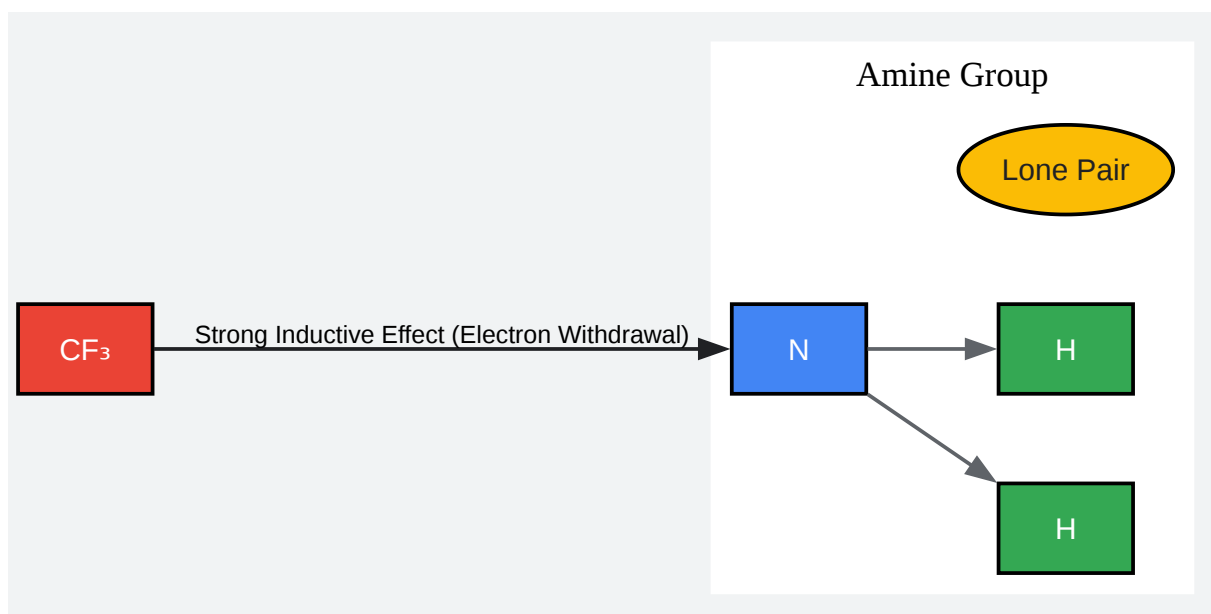 Amine Group
Lone Pair
CF₃
Strong Inductive Effect (Electron Withdrawal)
N
H
H